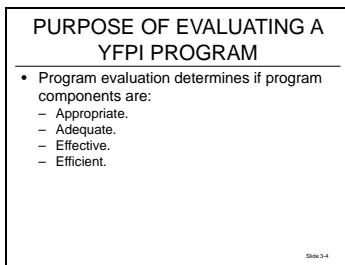 PURPOSE OF EVALUATING A
YFPI PROGRAM
• Program evaluation determines if program
components are:
– Appropriate.
– Adequate.
– Effective.
– Efficient.
Slide 3-4